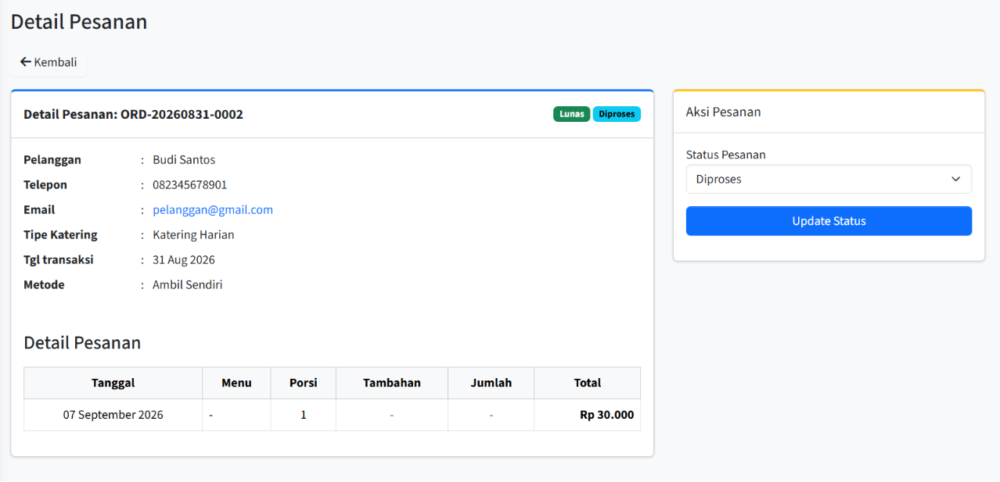 Detail Pesanan
← Kembali
Detail Pesanan: ORD-20260831-0002 Lunas Diproses
Pelanggan : Budi Santos
Telepon : 082345678901
Email : pelanggan@gmail.com
Tipe Katering : Katering Harian
Tgl transaksi : 31 Aug 2026
Metode : Ambil Sendiri
Detail Pesanan
Tanggal Menu Porsi Tambahan Jumlah Total
07 September 2026 - 1 - - Rp 30.000
Aksi Pesanan
Status Pesanan
Diproses
Update Status